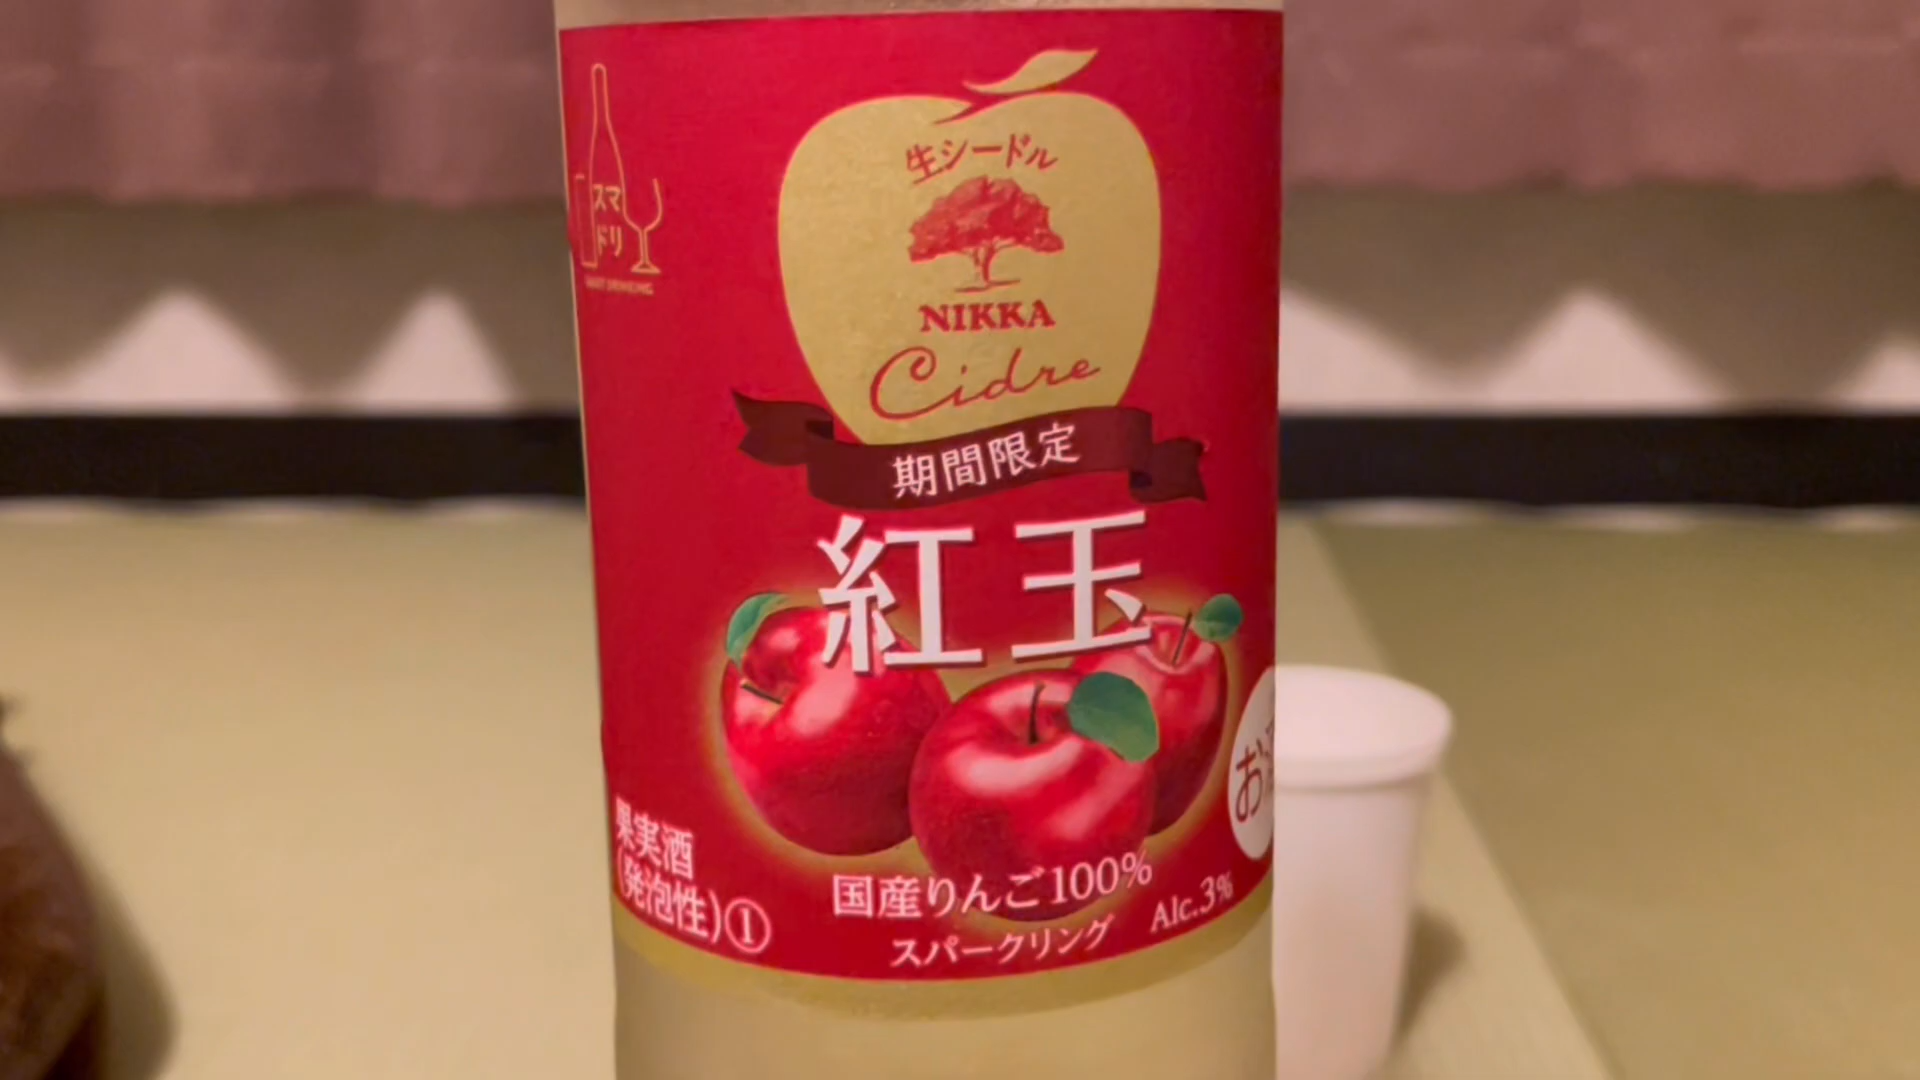 スマ
ドリ
生シードル
NIKKA
Cidre
期間限定
紅玉
お
果実酒
(発泡性)①
国産りんご100%
スパークリング
Alc.3%